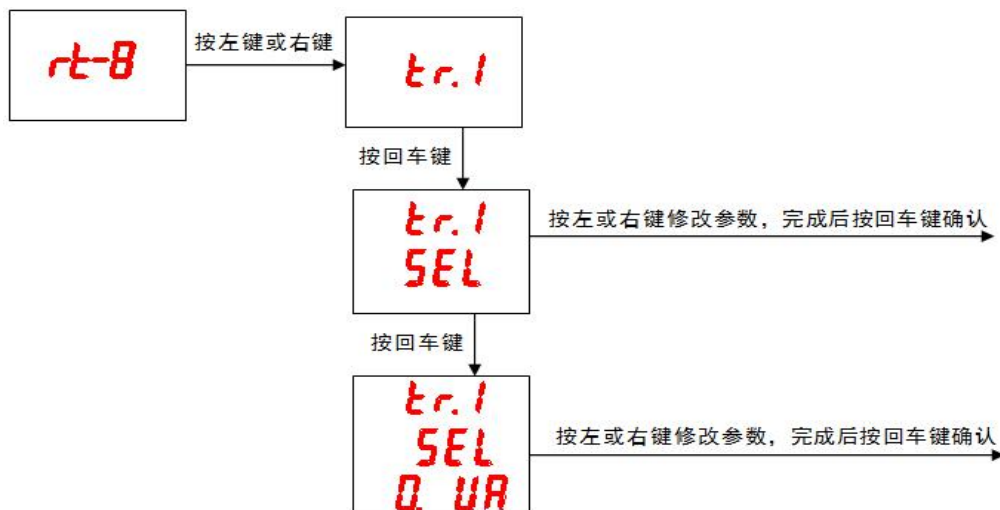 rt-8
按左键或右键
tr.1
按回车键
tr.1
SEL
按左或右键修改参数，完成后按回车键确认
按回车键
tr.1
SEL
0. UA
按左或右键修改参数，完成后按回车键确认